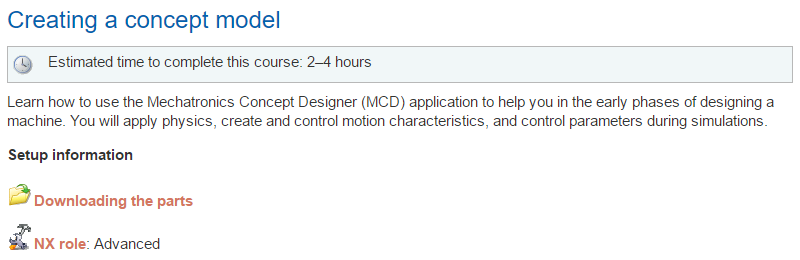 Creating a concept model
Estimated time to complete this course: 2–4 hours
Learn how to use the Mechatronics Concept Designer (MCD) application to help you in the early phases of designing a
machine. You will apply physics, create and control motion characteristics, and control parameters during simulations.
Setup information
Downloading the parts
NX role: Advanced